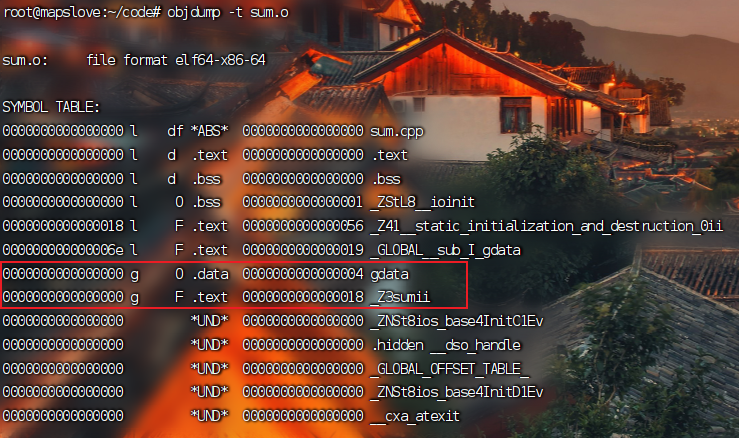 root@mapslove:~/code# objdump -t sum.o
sum.o:     file format elf64-x86-64
SYMBOL TABLE:
0000000000000000 l    df *ABS*  0000000000000000 sum.cpp
0000000000000000 l    d  .text  0000000000000000 .text
0000000000000000 l    d  .bss   0000000000000000 .bss
0000000000000000 l     O .bss   0000000000000001 _ZStL8__ioinit
0000000000000018 l     F .text  0000000000000056 _Z41__static_initialization_and_destruction_0ii
000000000000006e l     F .text  0000000000000019 _GLOBAL__sub_I_gdata
0000000000000000 g     O .data  0000000000000004 gdata
0000000000000000 g     F .text  0000000000000018 _Z3sumii
0000000000000000         *UND*  0000000000000000 _ZNSt8ios_base4InitC1Ev
0000000000000000         *UND*  0000000000000000 .hidden __dso_handle
0000000000000000         *UND*  0000000000000000 _GLOBAL_OFFSET_TABLE_
0000000000000000         *UND*  0000000000000000 _ZNSt8ios_base4InitD1Ev
0000000000000000         *UND*  0000000000000000 __cxa_atexit